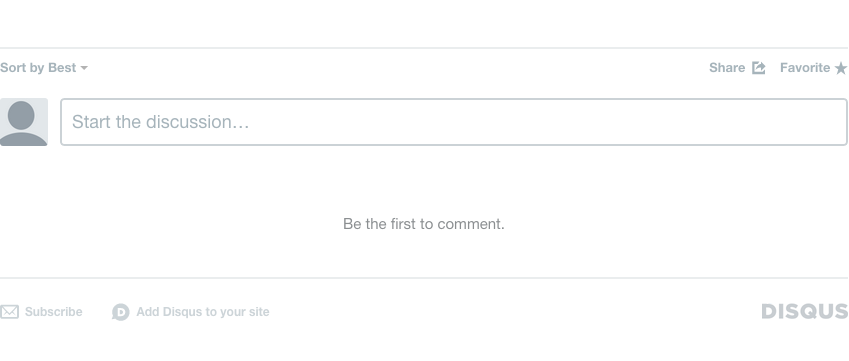 Sort by Best Share Favorite
Start the discussion…
Be the first to comment.
Subscribe Add Disqus to your site DISQUS